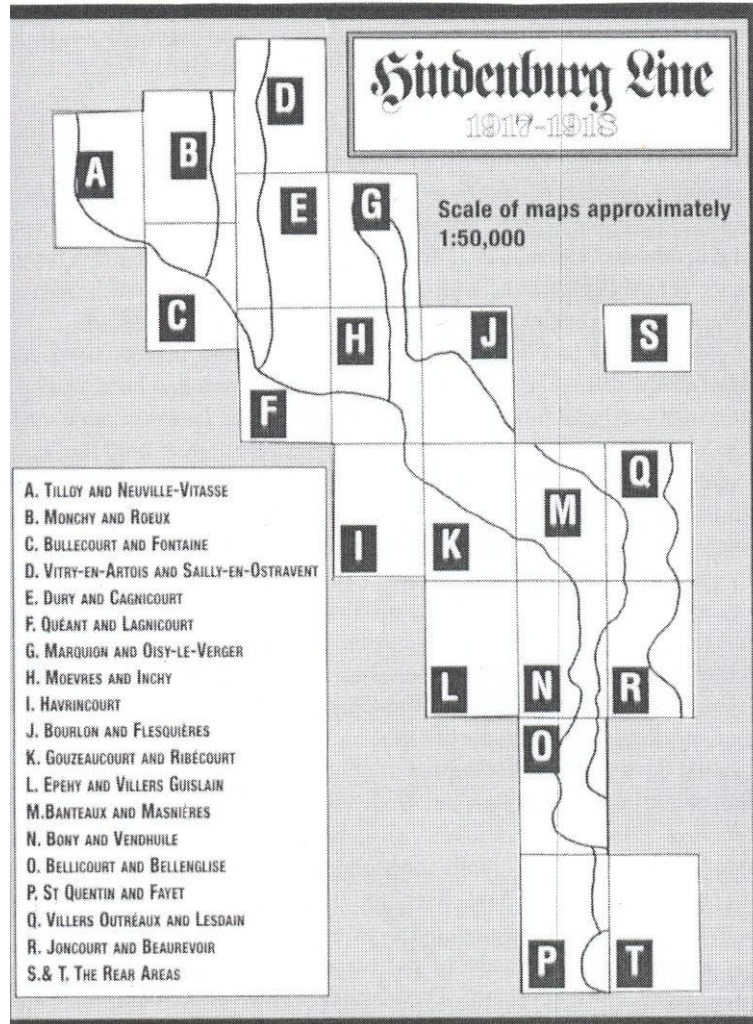 Hindenburg Line
1917-1918
Scale of maps approximately
1:50,000
D
B
A
E
G
C
H
J
S
F
Q
M
I
K
L
N
R
O
P
T
A. Tilloy and Neuville-Vitasse
B. Monchy and Roeux
C. Bullecourt and Fontaine
D. Vitry-en-Artois and Sailly-en-Ostravent
E. Dury and Cagnicourt
F. Quéant and Lagnicourt
G. Marquion and Oisy-le-Verger
H. Moevres and Inchy
I. Havrincourt
J. Bourlon and Flesquières
K. Gouzeaucourt and Ribécourt
L. Epéhy and Villers Guislain
M.Banteaux and Masnières
N. Bony and Vendhuile
O. Bellicourt and Bellenglise
P. St Quentin and Fayet
Q. Villers Outréaux and Lesdain
R. Joncourt and Beaurevoir
S.& T. The Rear Areas